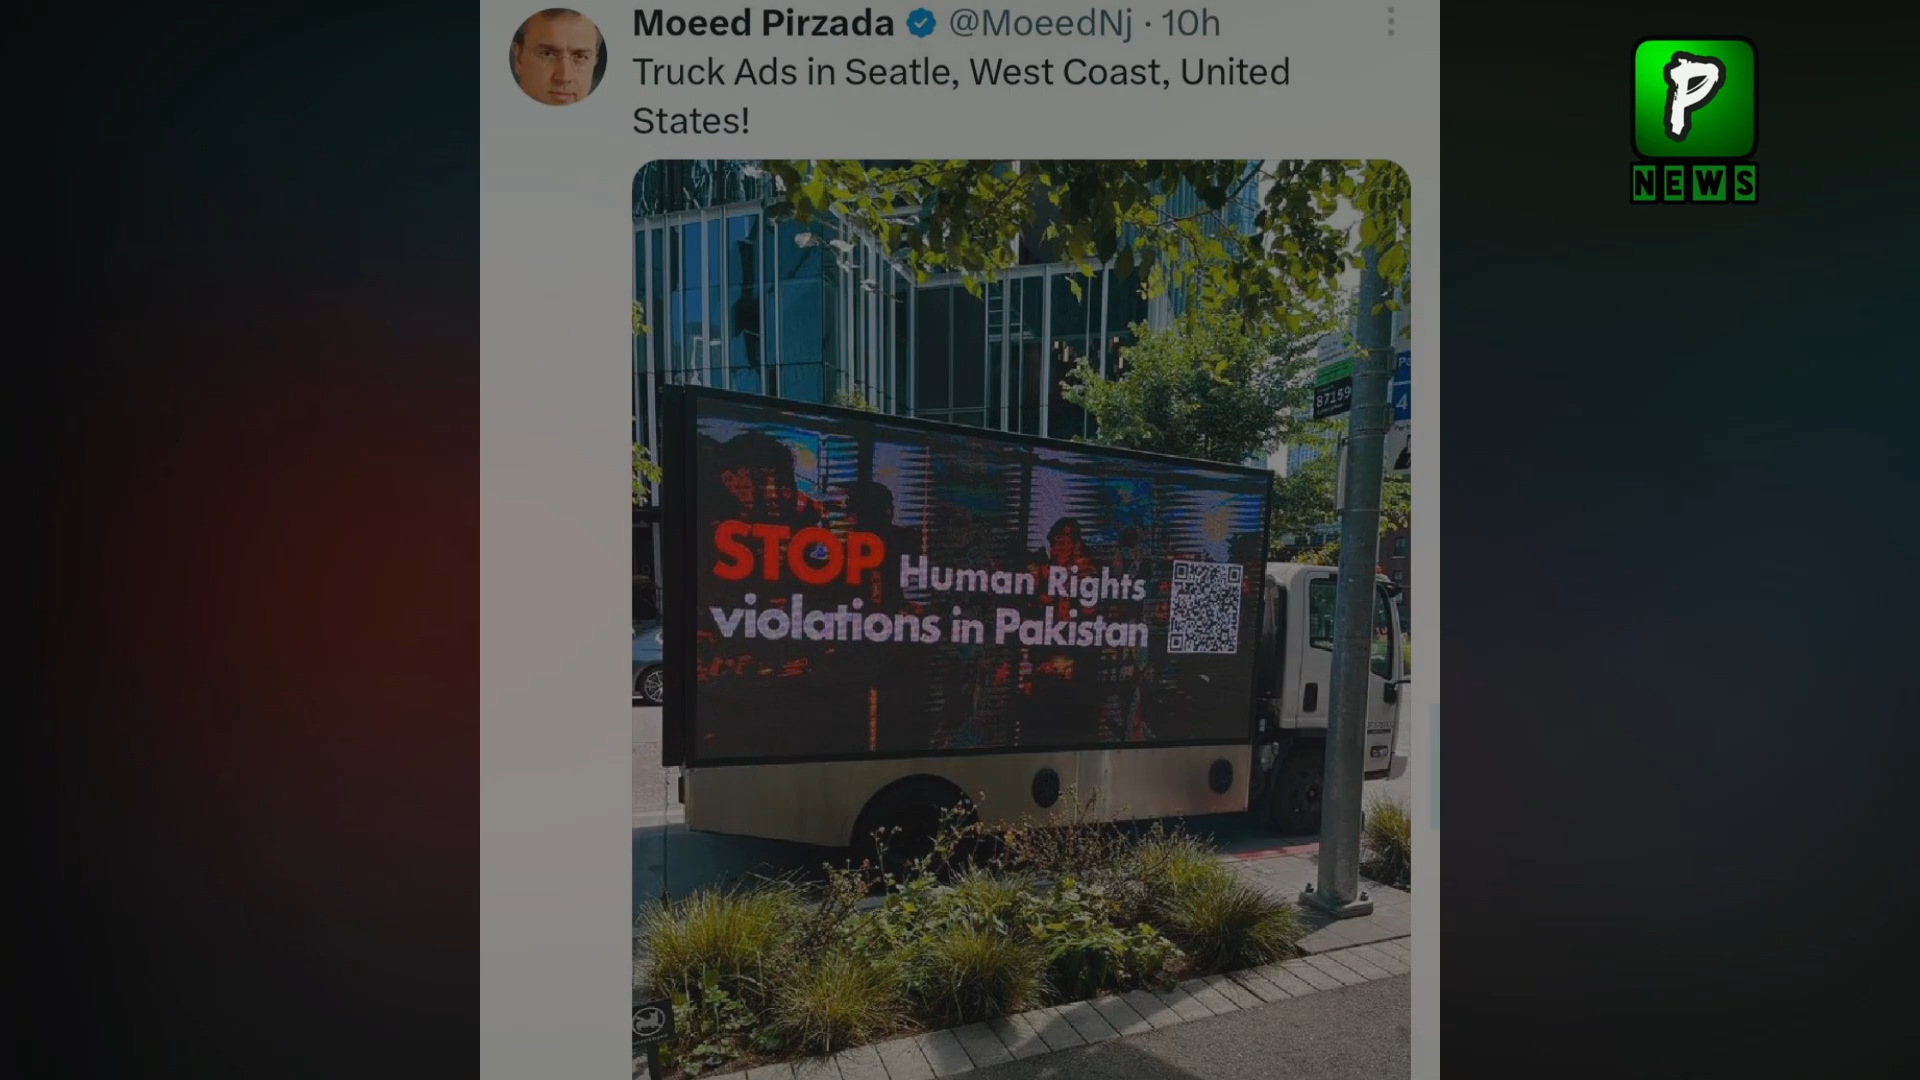 Moeed Pirzada @MoeedNj · 10h
Truck Ads in Seatle, West Coast, United
States!
P
NEWS
87159
4
STOP Human Rights
violations in Pakistan